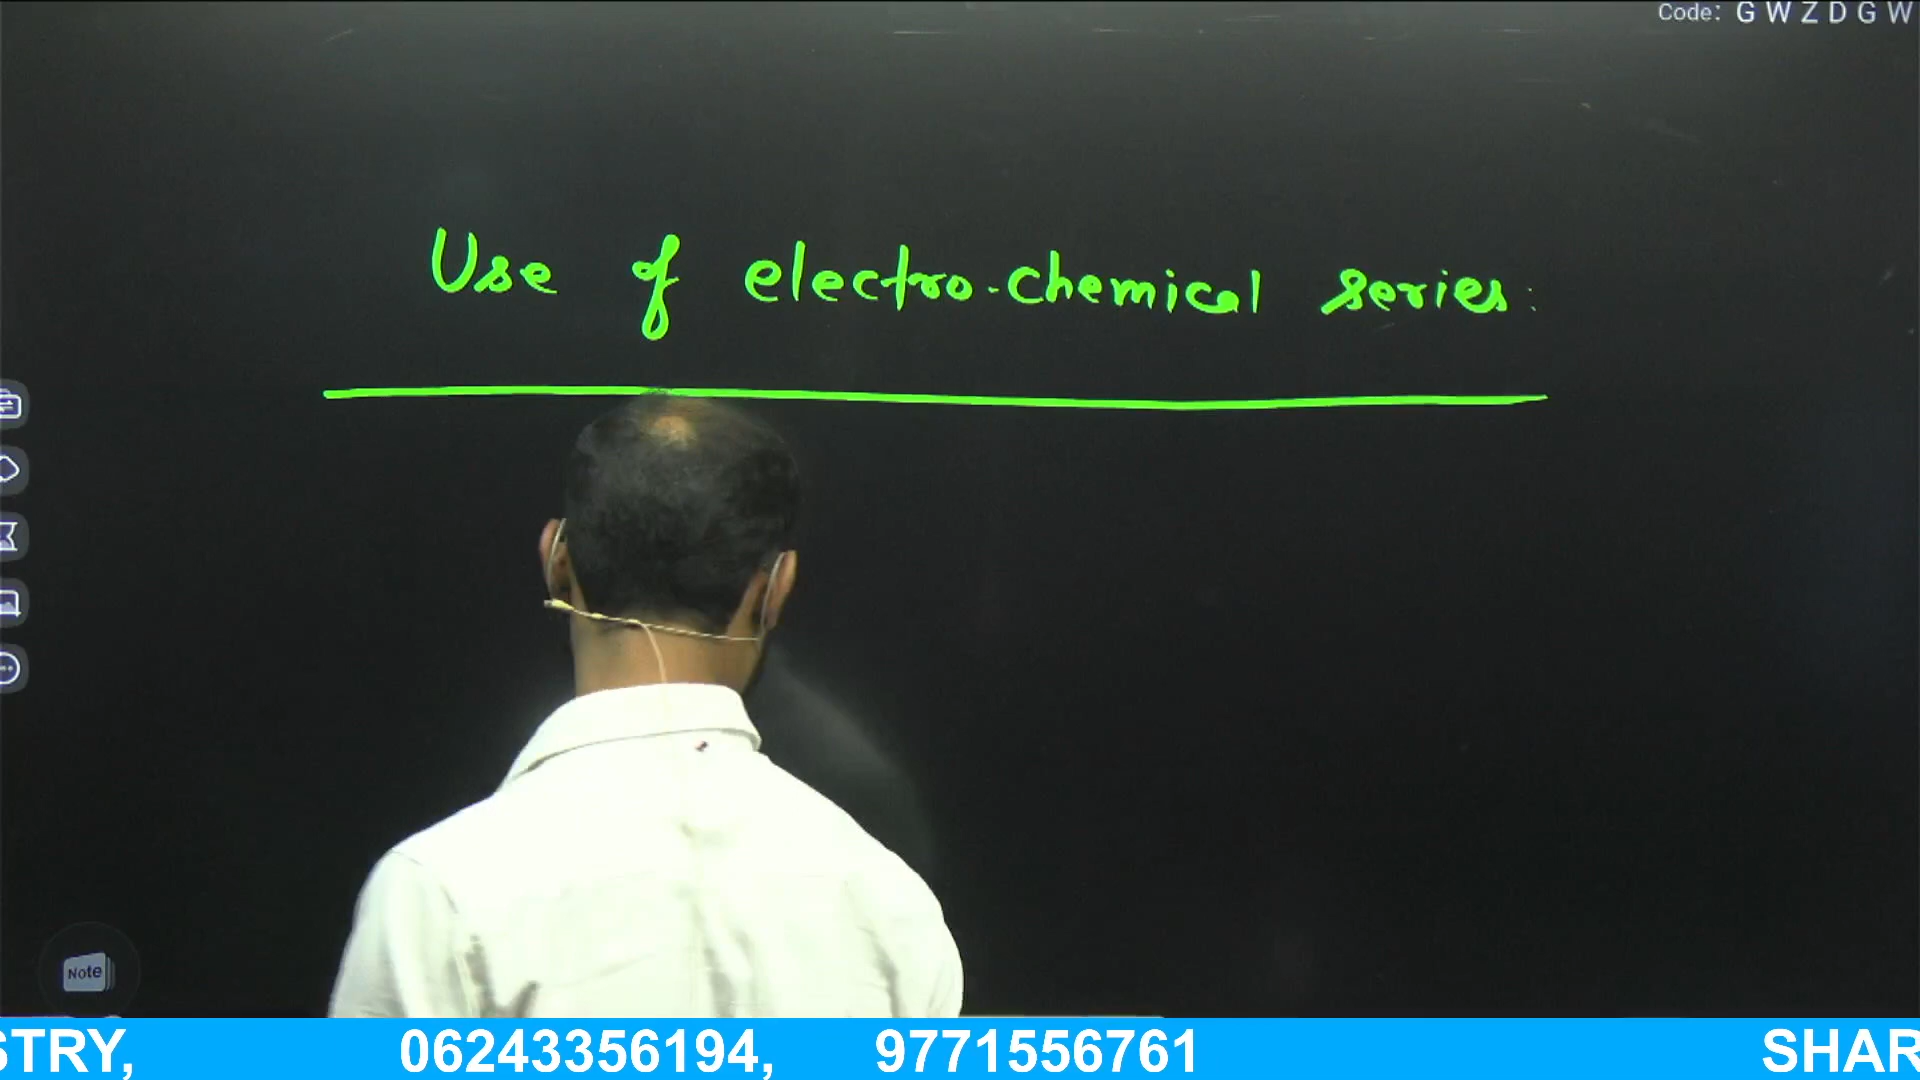 Code: G W Z D G W
Use of electro-chemical series:
Note
STRY, 06243356194, 9771556761 SHAR